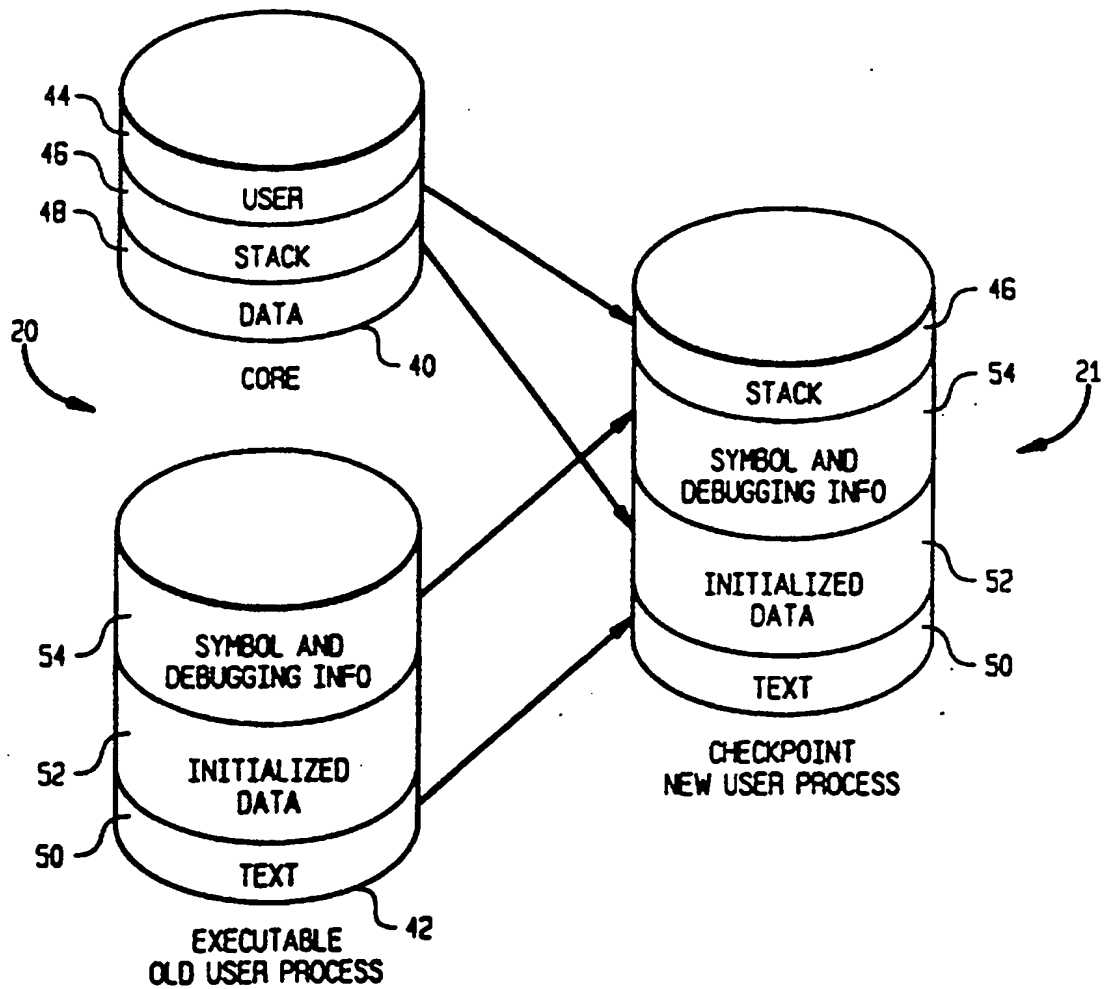 44
46
48
USER
STACK
DATA
40
CORE
20
46
54
21
STACK
SYMBOL AND
DEBUGGING INFO
52
INITIALIZED
DATA
50
TEXT
CHECKPOINT
NEW USER PROCESS
54
SYMBOL AND
DEBUGGING INFO
52
INITIALIZED
DATA
50
TEXT
42
EXECUTABLE
OLD USER PROCESS